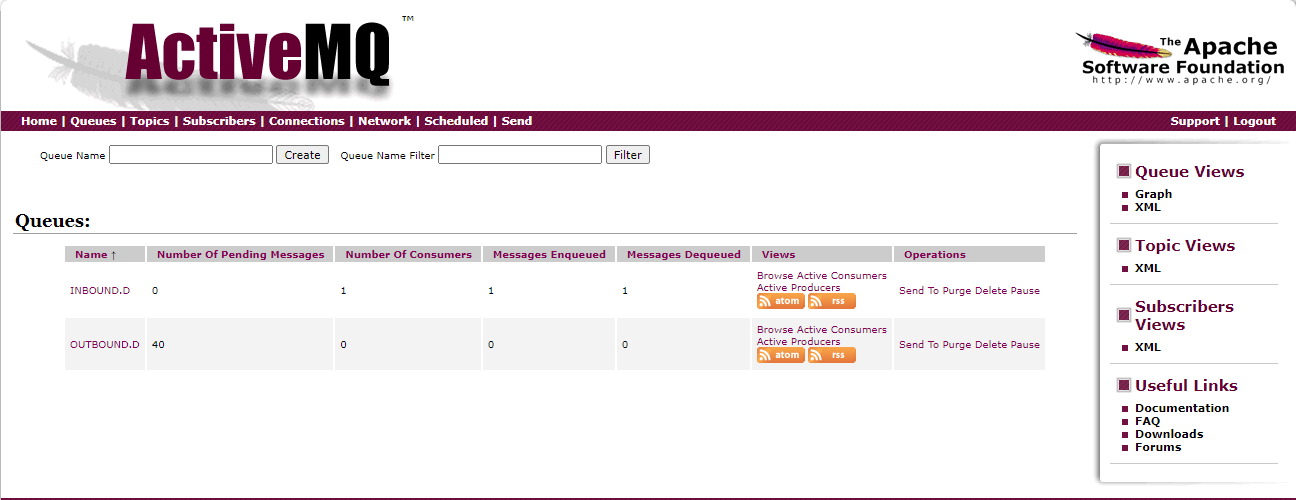 ActiveMQ ™
The Apache
Software Foundation
http://www.apache.org/
Home | Queues | Topics | Subscribers | Connections | Network | Scheduled | Send
Support | Logout
Queue Name Create Queue Name Filter Filter
Queues:
Name ↑ Number Of Pending Messages Number Of Consumers Messages Enqueued Messages Dequeued Views Operations
INBOUND.D 0 1 1 1 Browse Active Consumers
Active Producers
atom rss
Send To Purge Delete Pause
OUTBOUND.D 40 0 0 0 Browse Active Consumers
Active Producers
atom rss
Send To Purge Delete Pause
Queue Views
Graph
XML
Topic Views
XML
Subscribers
Views
XML
Useful Links
Documentation
FAQ
Downloads
Forums